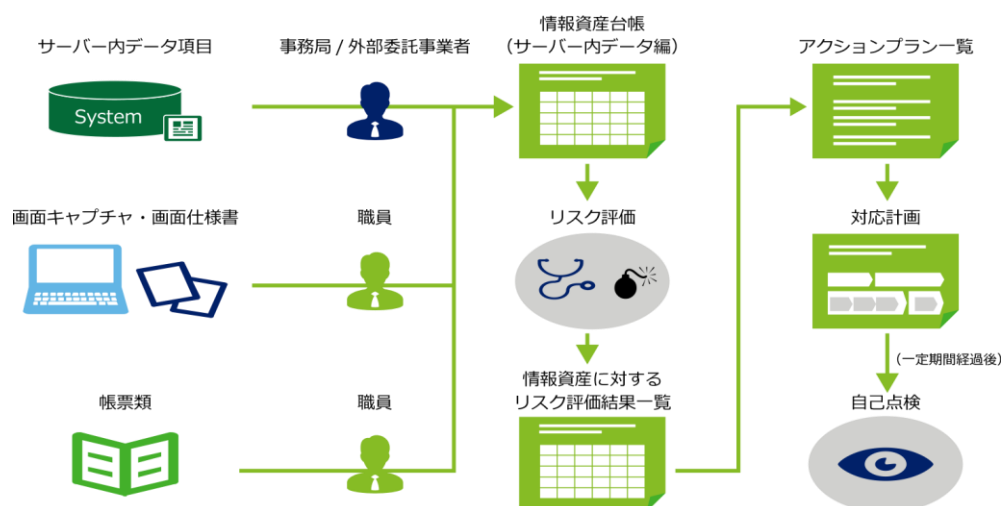 サーバー内データ項目
System
事務局 / 外部委託事業者
情報資産台帳
（サーバー内データ編）
アクションプラン一覧
画面キャプチャ・画面仕様書
職員
リスク評価
対応計画
（一定期間経過後）
帳票類
職員
情報資産に対する
リスク評価結果一覧
自己点検